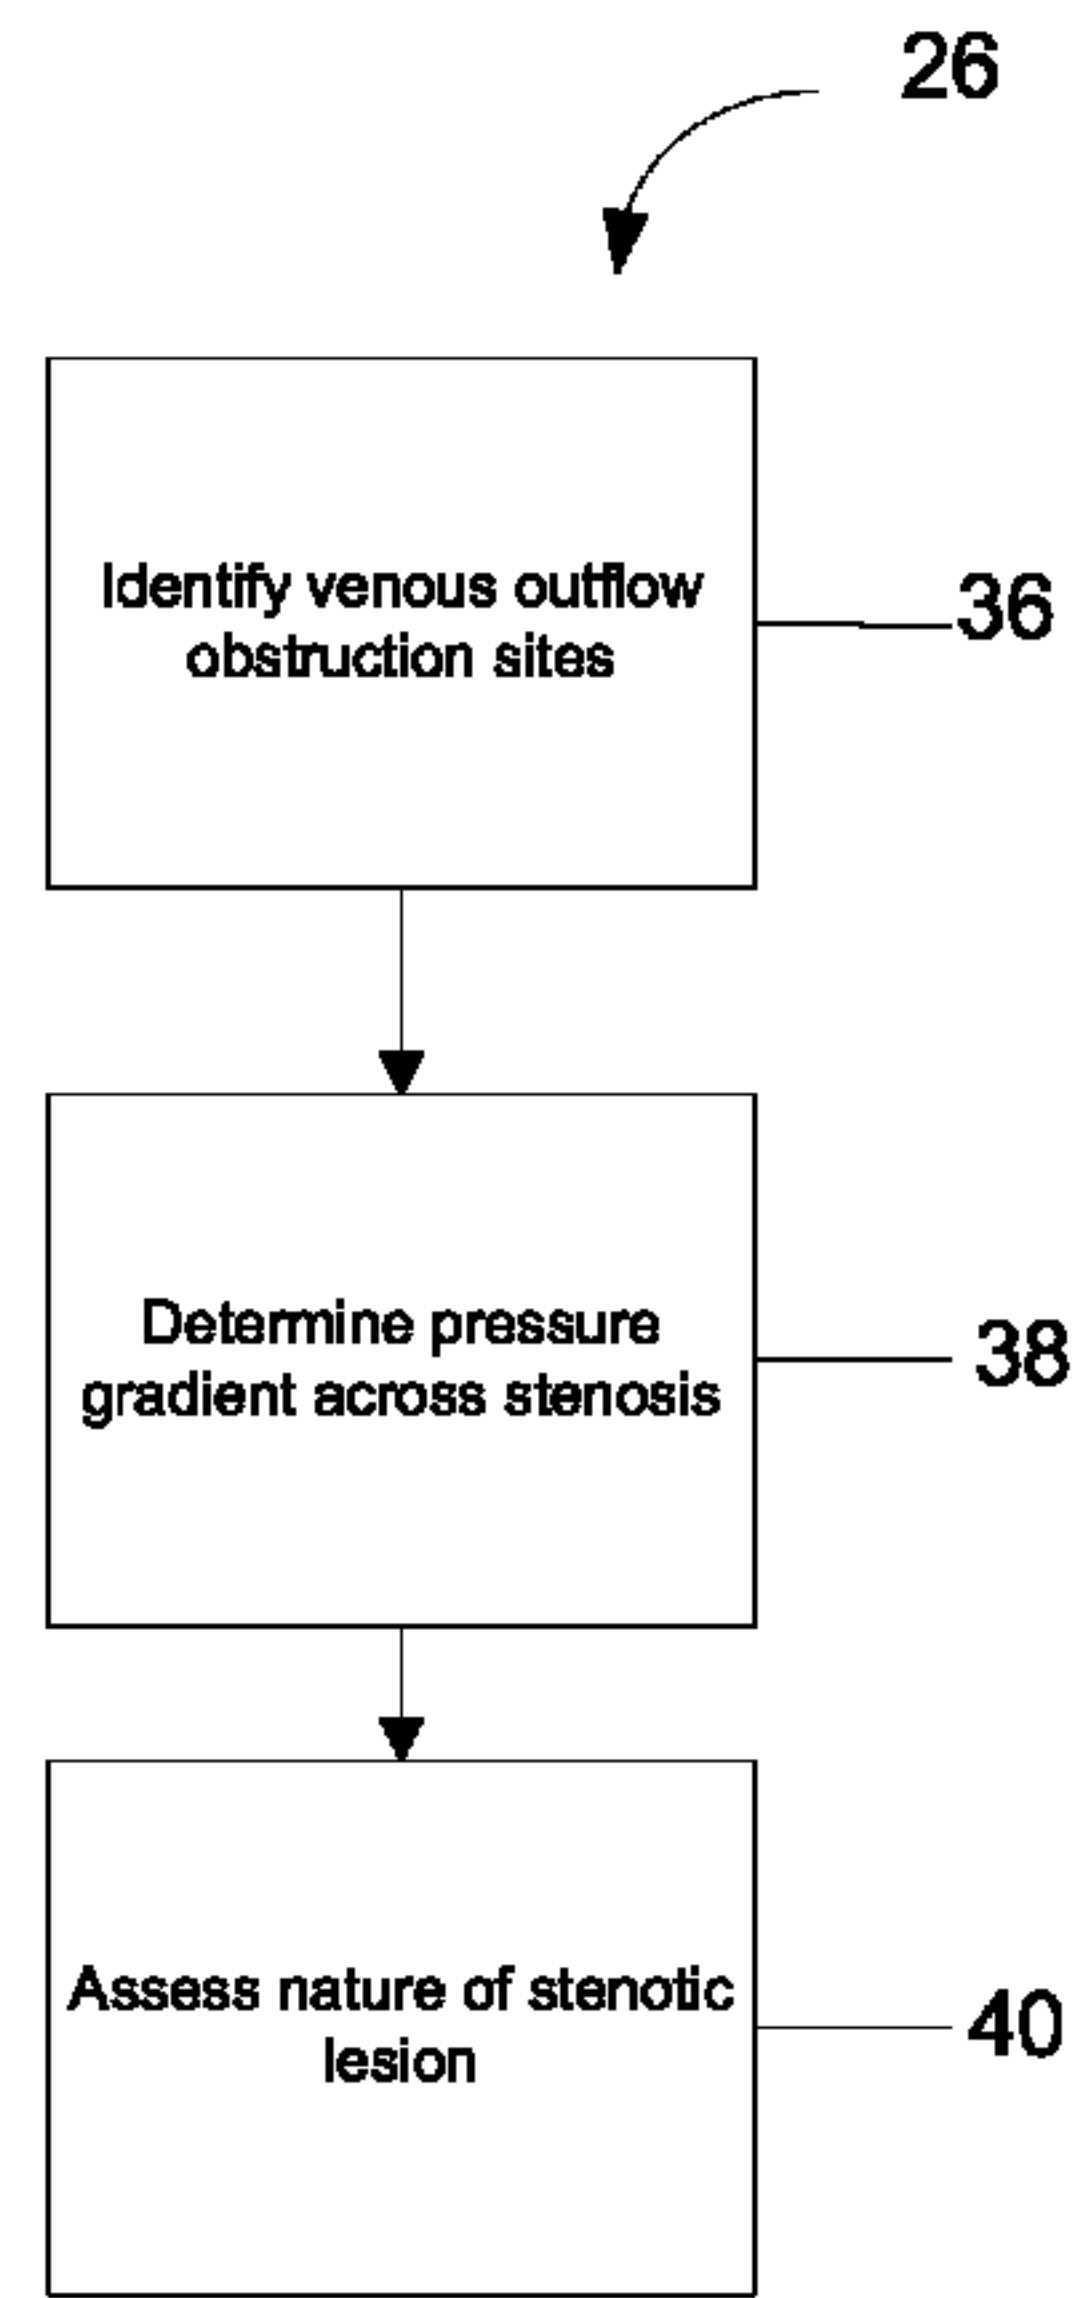 26
Identify venous outflow
obstruction sites
36
Determine pressure
gradient across stenosis
38
Assess nature of stenotic
lesion
40